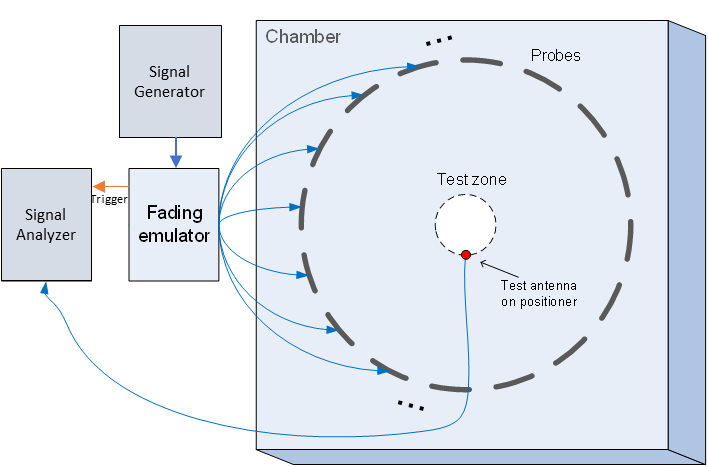 Chamber
Probes
Signal
Generator
Test zone
Trigger
Signal
Analyzer
Fading
emulator
Test antenna
on positioner